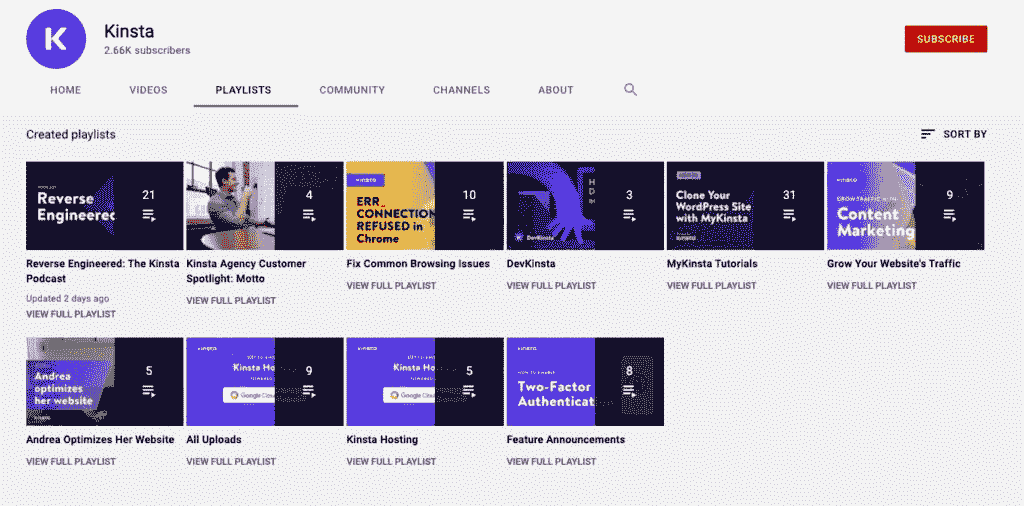 K
Kinsta
2.66K subscribers
SUBSCRIBE
HOME
VIDEOS
PLAYLISTS
COMMUNITY
CHANNELS
ABOUT
Created playlists
SORT BY
Reverse
Engineered
21
4
ERR_
CONNECTION
REFUSED in
Chrome
10
DevKinsta
3
Clone Your
WordPress Site
with MyKinsta
31
Content
Marketing
9
Reverse Engineered: The Kinsta
Podcast
Updated 2 days ago
VIEW FULL PLAYLIST
Kinsta Agency Customer
Spotlight: Motto
VIEW FULL PLAYLIST
Fix Common Browsing Issues
VIEW FULL PLAYLIST
DevKinsta
VIEW FULL PLAYLIST
MyKinsta Tutorials
VIEW FULL PLAYLIST
Grow Your Website's Traffic
VIEW FULL PLAYLIST
Andrea
optimizes
her website
5
Kinsta Ho
Google Clou
9
Kinsta Ho
Google Clou
5
Two-Factor
Authenticat
8
Andrea Optimizes Her Website
VIEW FULL PLAYLIST
All Uploads
VIEW FULL PLAYLIST
Kinsta Hosting
VIEW FULL PLAYLIST
Feature Announcements
VIEW FULL PLAYLIST